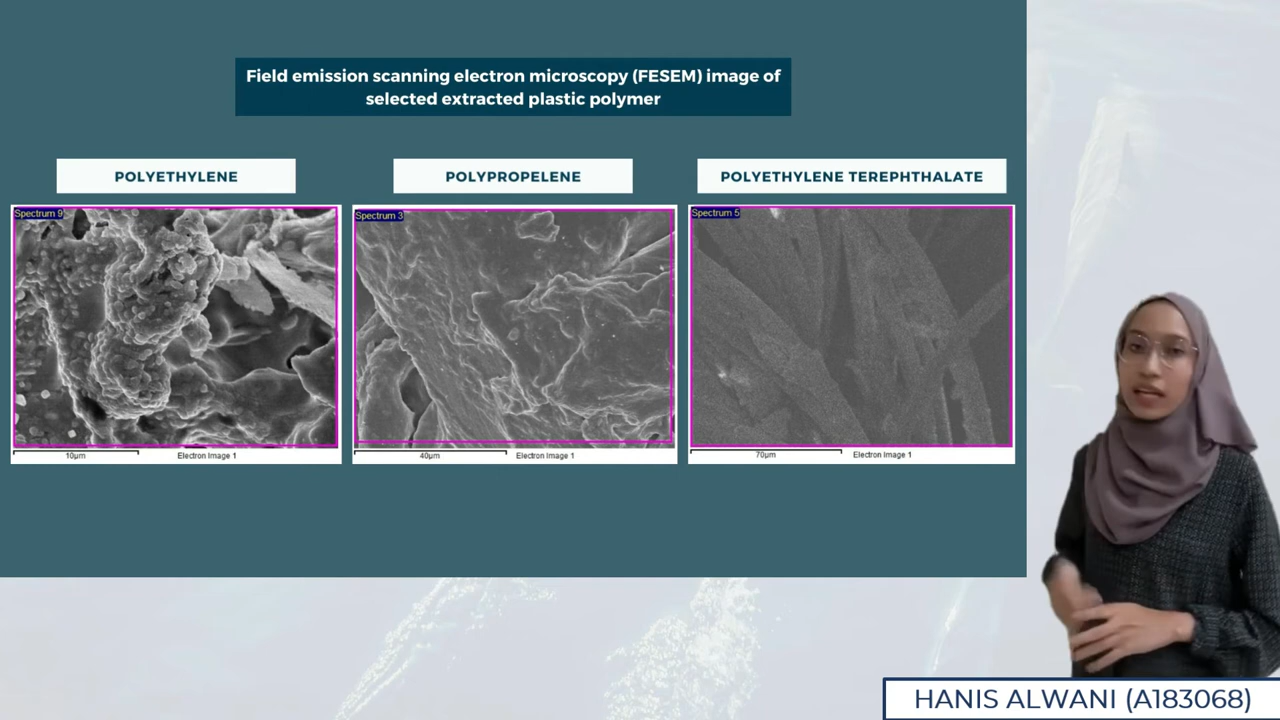 Field emission scanning electron microscopy (FESEM) image of
selected extracted plastic polymer
POLYETHYLENE
POLYPROPELENE
POLYETHYLENE TEREPHTHALATE
Spectrum 9
Spectrum 3
Spectrum 5
10µm Electron Image 1
40µm Electron Image 1
70µm Electron Image 1
HANIS ALWANI (A183068)